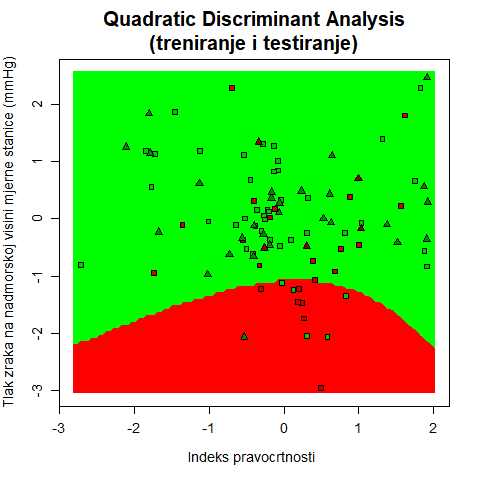 Quadratic Discriminant Analysis
(treniranje i testiranje)
Tlak zraka na nadmorskoj visini mjerne stanice (mmHg)
2
1
0
-1
-2
-3
-3 -2 -1 0 1 2
Indeks pravocrtnosti